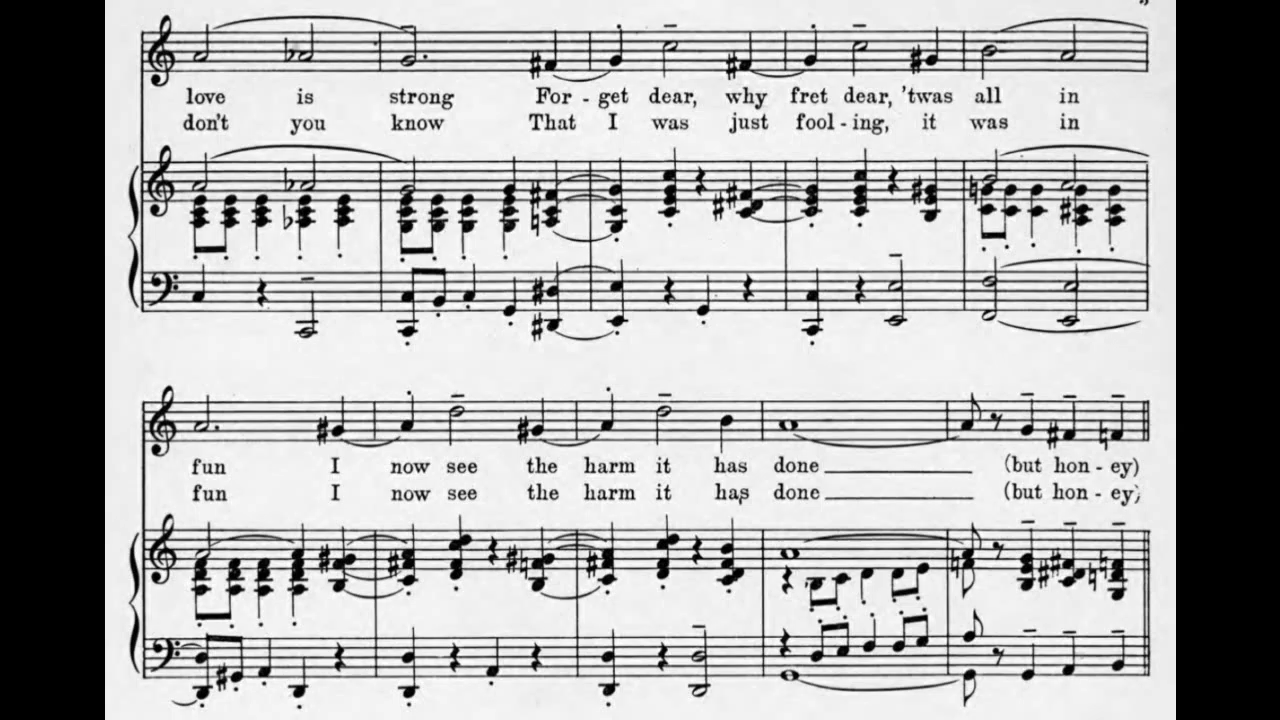 love is strong For - get dear, why fret dear, 'twas all in
don't you know That I was just fool - ing, it was in
fun I now see the harm it has done (but hon - ey)
fun I now see the harm it has done (but hon - ey)